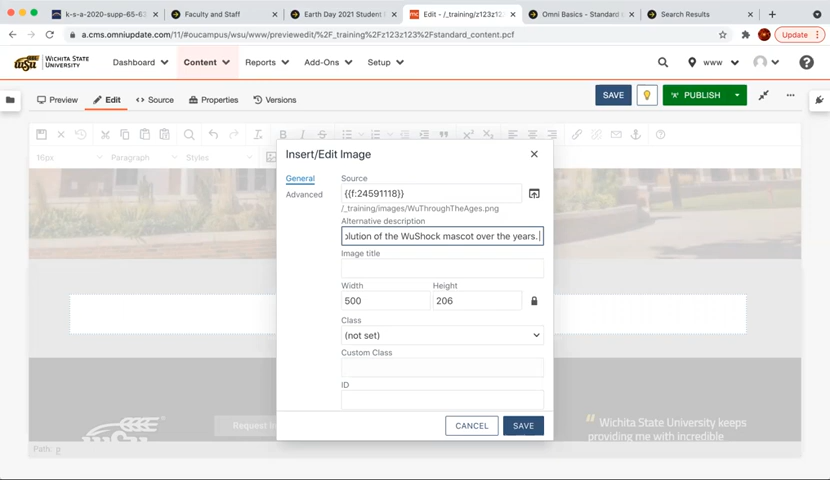 k-s-a-2020-supp-65-63
Faculty and Staff
Earth Day 2021 Student
Edit - /_training/z123z12
Omni Basics - Standard
Search Results
a.cms.omniupdate.com/11/#oucampus/wsu/www/previewedit/%2F_training%2Fz123z123%2Fstandard_content.pcf
Update
WICHITA STATE
UNIVERSITY
Dashboard
Content
Reports
Add-Ons
Setup
www
Preview
Edit
Source
Properties
Versions
SAVE
PUBLISH
16px
Paragraph
Styles
Insert/Edit Image
General
Advanced
Source
{{f:24591118}}
/_training/images/WuThroughTheAges.png
Alternative description
olution of the WuShock mascot over the years.
Image title
Width
Height
500
206
Class
(not set)
Custom Class
ID
CANCEL
SAVE
Request In
“ Wichita State University keeps
providing me with incredible
Path: p